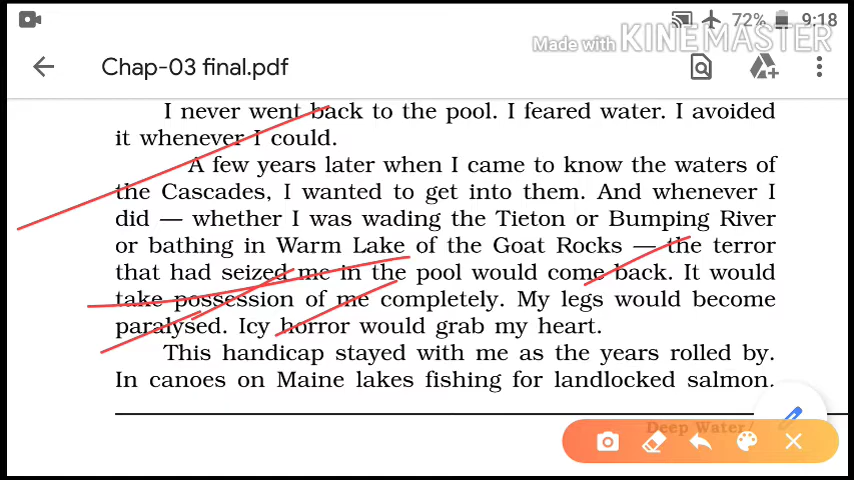 72% 9:18
Made with KINEMASTER
Chap-03 final.pdf
I never went back to the pool. I feared water. I avoided
it whenever I could.
A few years later when I came to know the waters of
the Cascades, I wanted to get into them. And whenever I
did — whether I was wading the Tieton or Bumping River
or bathing in Warm Lake of the Goat Rocks — the terror
that had seized me in the pool would come back. It would
take possession of me completely. My legs would become
paralysed. Icy horror would grab my heart.
This handicap stayed with me as the years rolled by.
In canoes on Maine lakes fishing for landlocked salmon.
Deep Water/